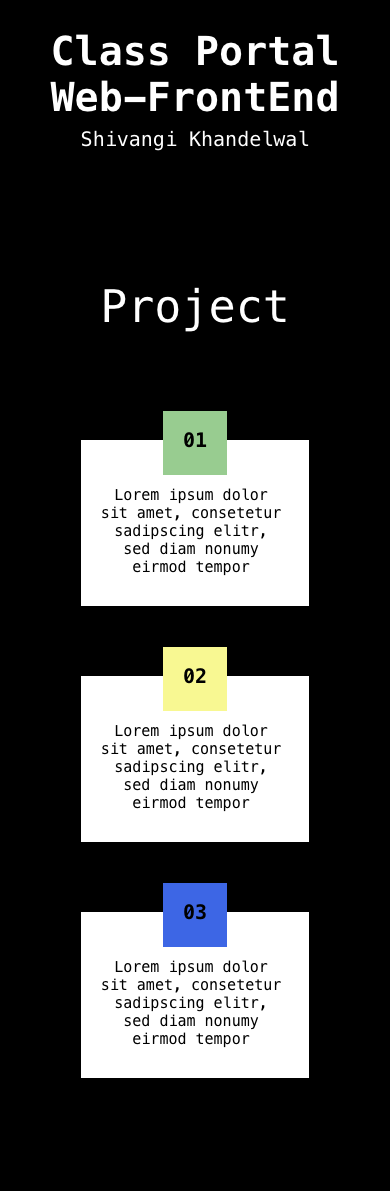 Class Portal
Web-FrontEnd
Shivangi Khandelwal
Project
01
Lorem ipsum dolor
sit amet, consetetur
sadipscing elitr,
sed diam nonumy
eirmod tempor
02
Lorem ipsum dolor
sit amet, consetetur
sadipscing elitr,
sed diam nonumy
eirmod tempor
03
Lorem ipsum dolor
sit amet, consetetur
sadipscing elitr,
sed diam nonumy
eirmod tempor